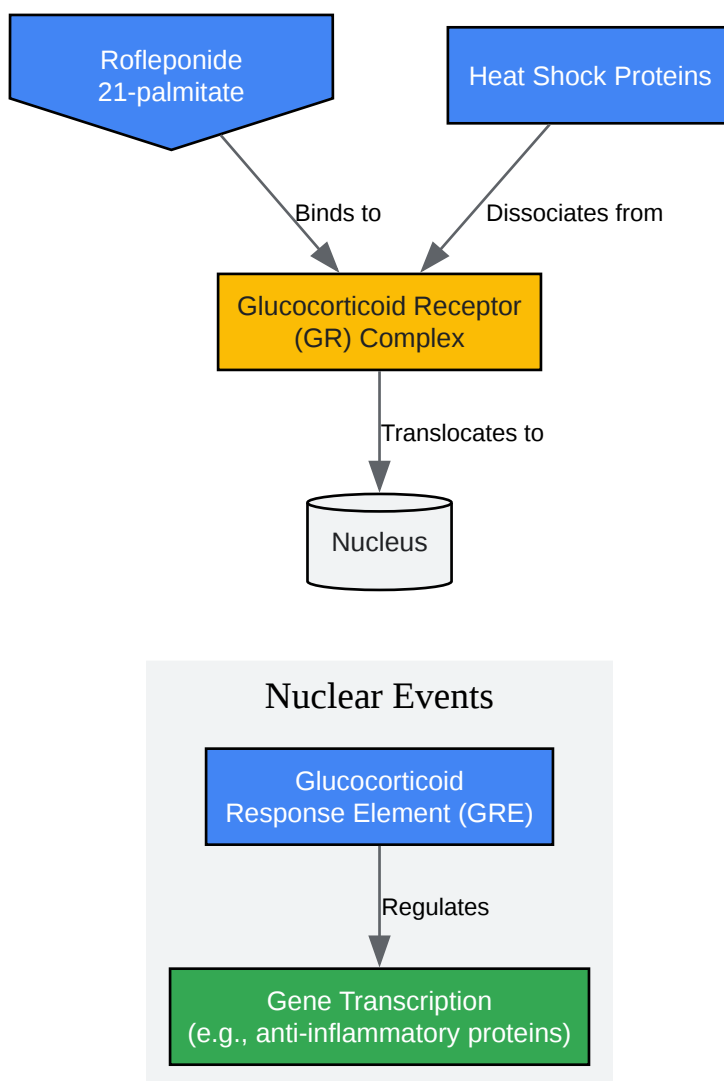 Rofleponide
21-palmitate
Heat Shock Proteins
Binds to
Dissociates from
Glucocorticoid Receptor
(GR) Complex
Translocates to
Nucleus
Nuclear Events
Glucocorticoid
Response Element (GRE)
Regulates
Gene Transcription
(e.g., anti-inflammatory proteins)